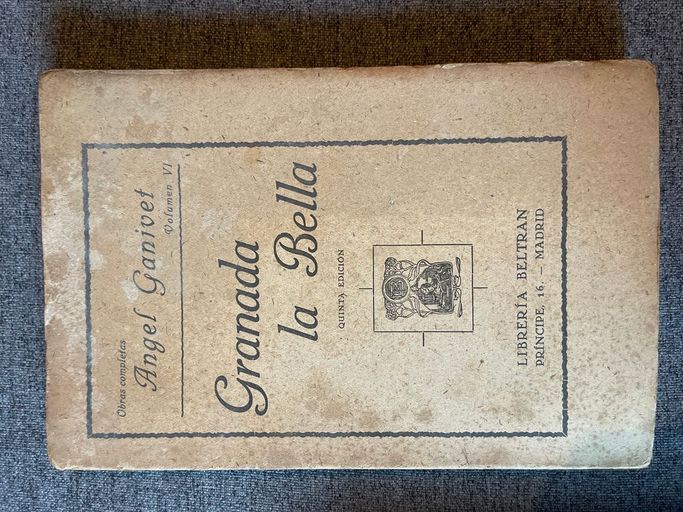 Obras completas
Angel Ganivet
Volumen VI
Granada
la Bella
QUINTA EDICIÓN
LIBRERÍA BELTRAN
PRÍNCIPE, 16. — MADRID